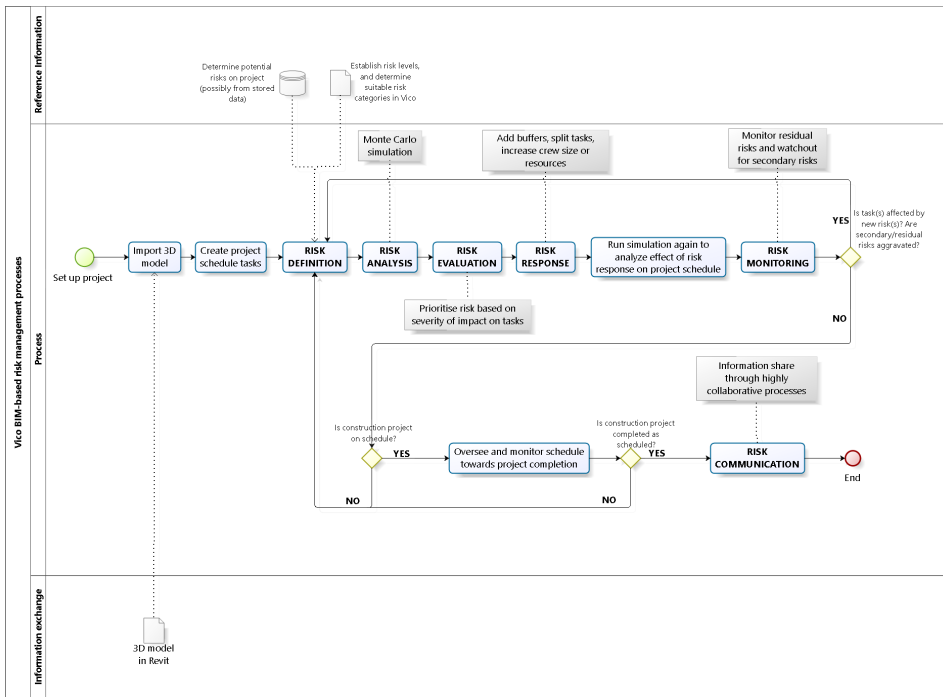 Vico BIM-based risk management processes
Reference Information
Determine potential
risks on project
(possibly from stored
data)
Establish risk levels,
and determine
suitable risk
categories in Vico
Process
Monte Carlo
simulation
Add buffers, split tasks,
increase crew size or
resources
Monitor residual
risks and watchout
for secondary risks
YES
Is task(s) affected by
new risk(s)? Are
secondary/residual
risks aggravated?
Set up project
Import 3D
model
Create project
schedule tasks
RISK
DEFINITION
RISK
ANALYSIS
RISK
EVALUATION
RISK
RESPONSE
Run simulation again to
analyze effect of risk
response on project schedule
RISK
MONITORING
Prioritise risk based on
severity of impact on tasks
NO
Information share
through highly
collaborative processes
Is construction project
on schedule?
YES
Oversee and monitor schedule
towards project completion
Is construction project
completed as
scheduled?
YES
RISK
COMMUNICATION
End
NO
NO
Information exchange
3D model
in Revit